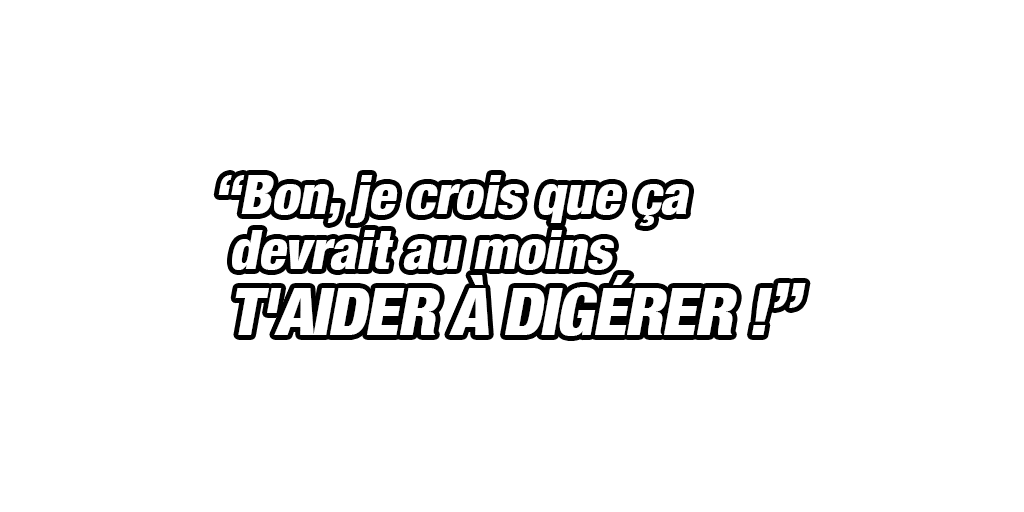 “Bon, je crois que ça
devrait au moins
T'AIDER À DIGÉRER !”